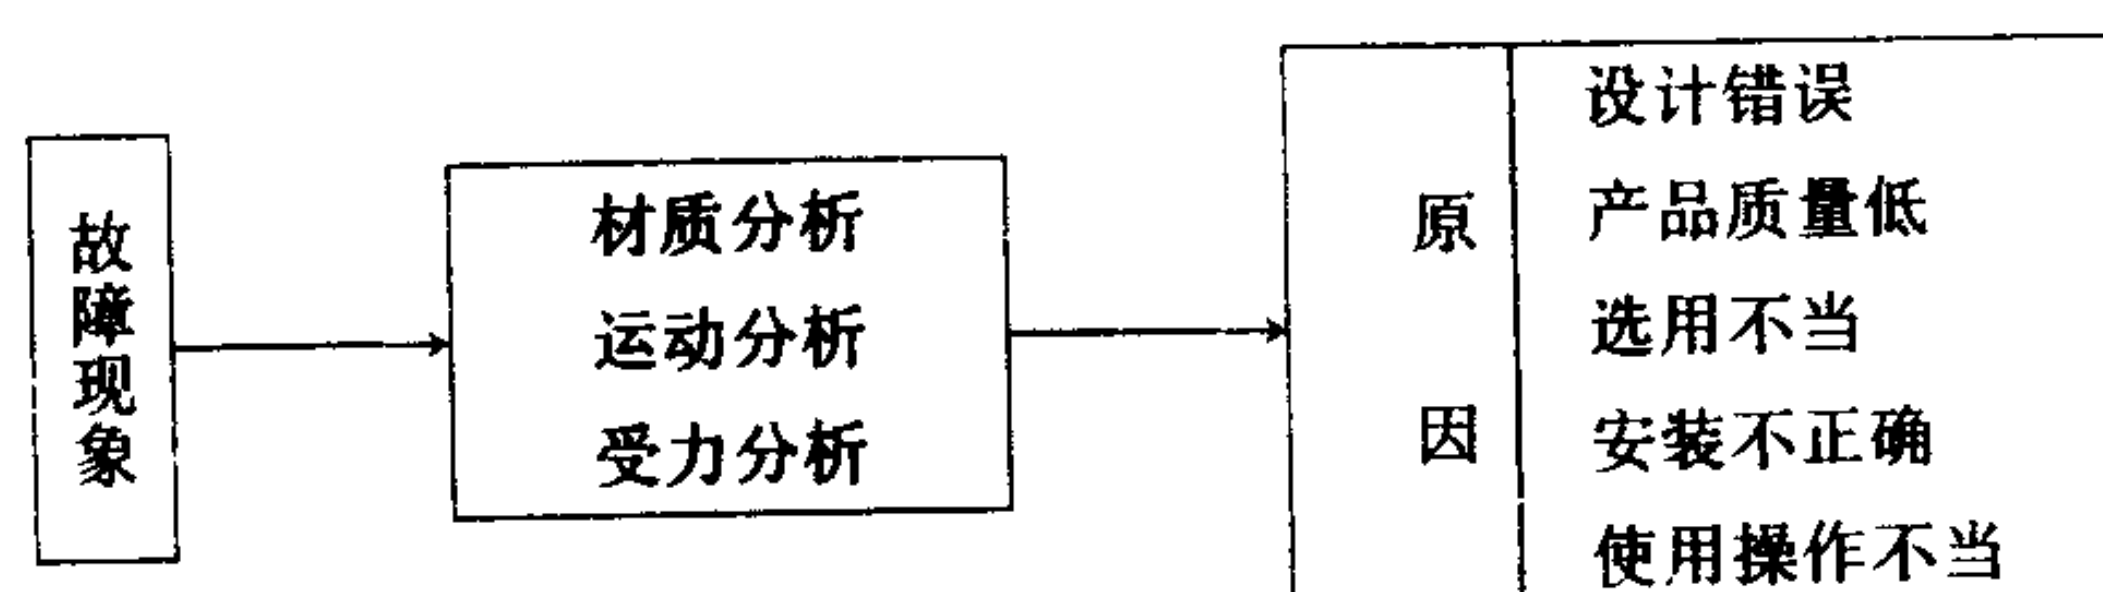 故障现象
材质分析
运动分析
受力分析
原因
设计错误
产品质量低
选用不当
安装不正确
使用操作不当